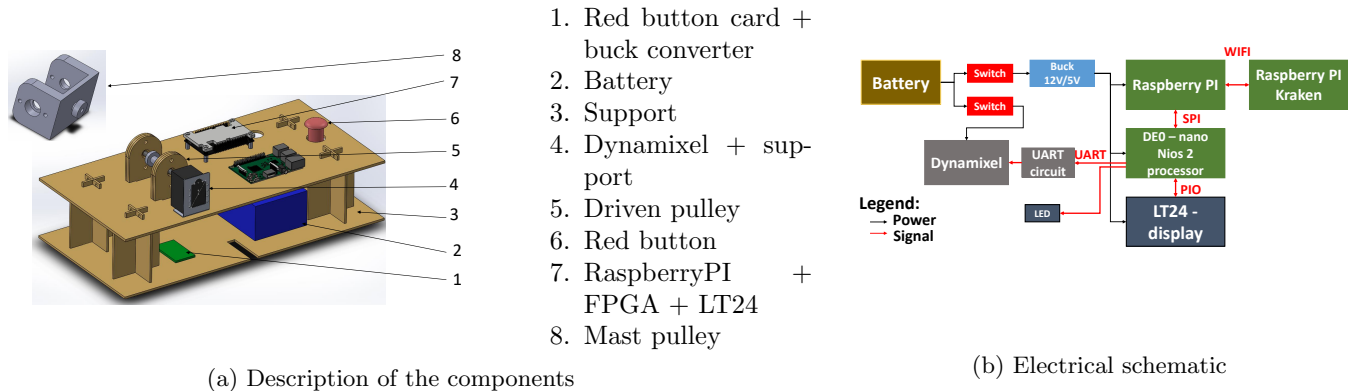 8
7
6
5
4
3
2
1
1. Red button card +
buck converter
2. Battery
3. Support
4. Dynamixel + sup-
port
5. Driven pulley
6. Red button
7. RaspberryPI +
FPGA + LT24
8. Mast pulley
(a) Description of the components
Battery
Switch
Switch
Buck
12V/5V
WIFI
Raspberry PI
Raspberry PI
Kraken
SPI
Dynamixel
UART
circuit
UART
DE0 – nano
Nios 2
processor
PIO
LED
LT24 -
display
Legend:
Power
Signal
(b) Electrical schematic